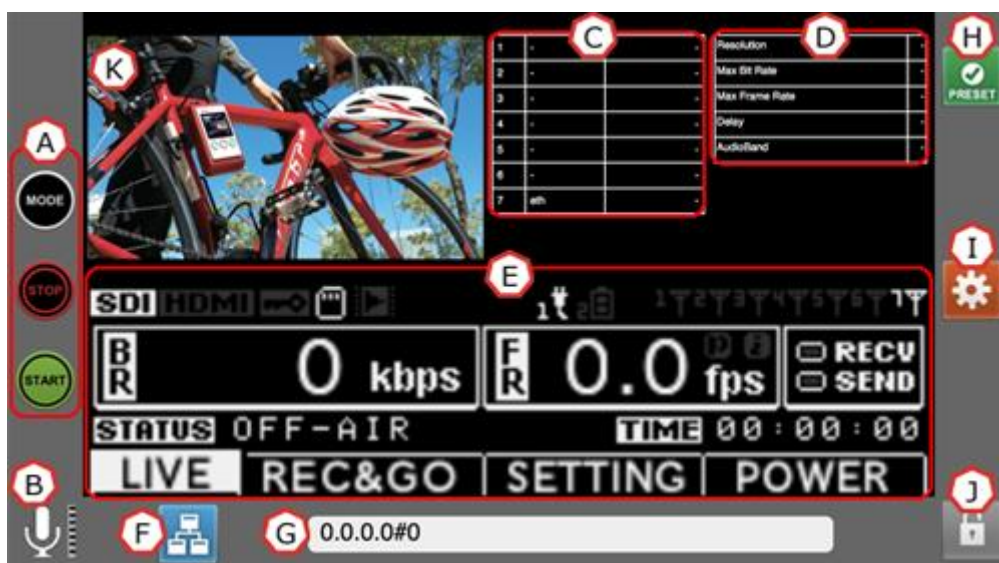 K
C
D
H
1 - -
2 - -
3 - -
4 - -
5 - -
6 - -
7 eth -
Resolution -
Max Bit Rate -
Max Frame Rate -
Delay -
AudioBand -
PRESET
A
MODE
STOP
START
I
E
SDI HDMI 1 2 1 2 3 4 5 6 7
BR 0 kbps FR 0.0 fps RECV
SEND
STATUS OFF-AIR TIME 00:00:00
LIVE REC&GO SETTING POWER
B
F
G
0.0.0.0#0
J